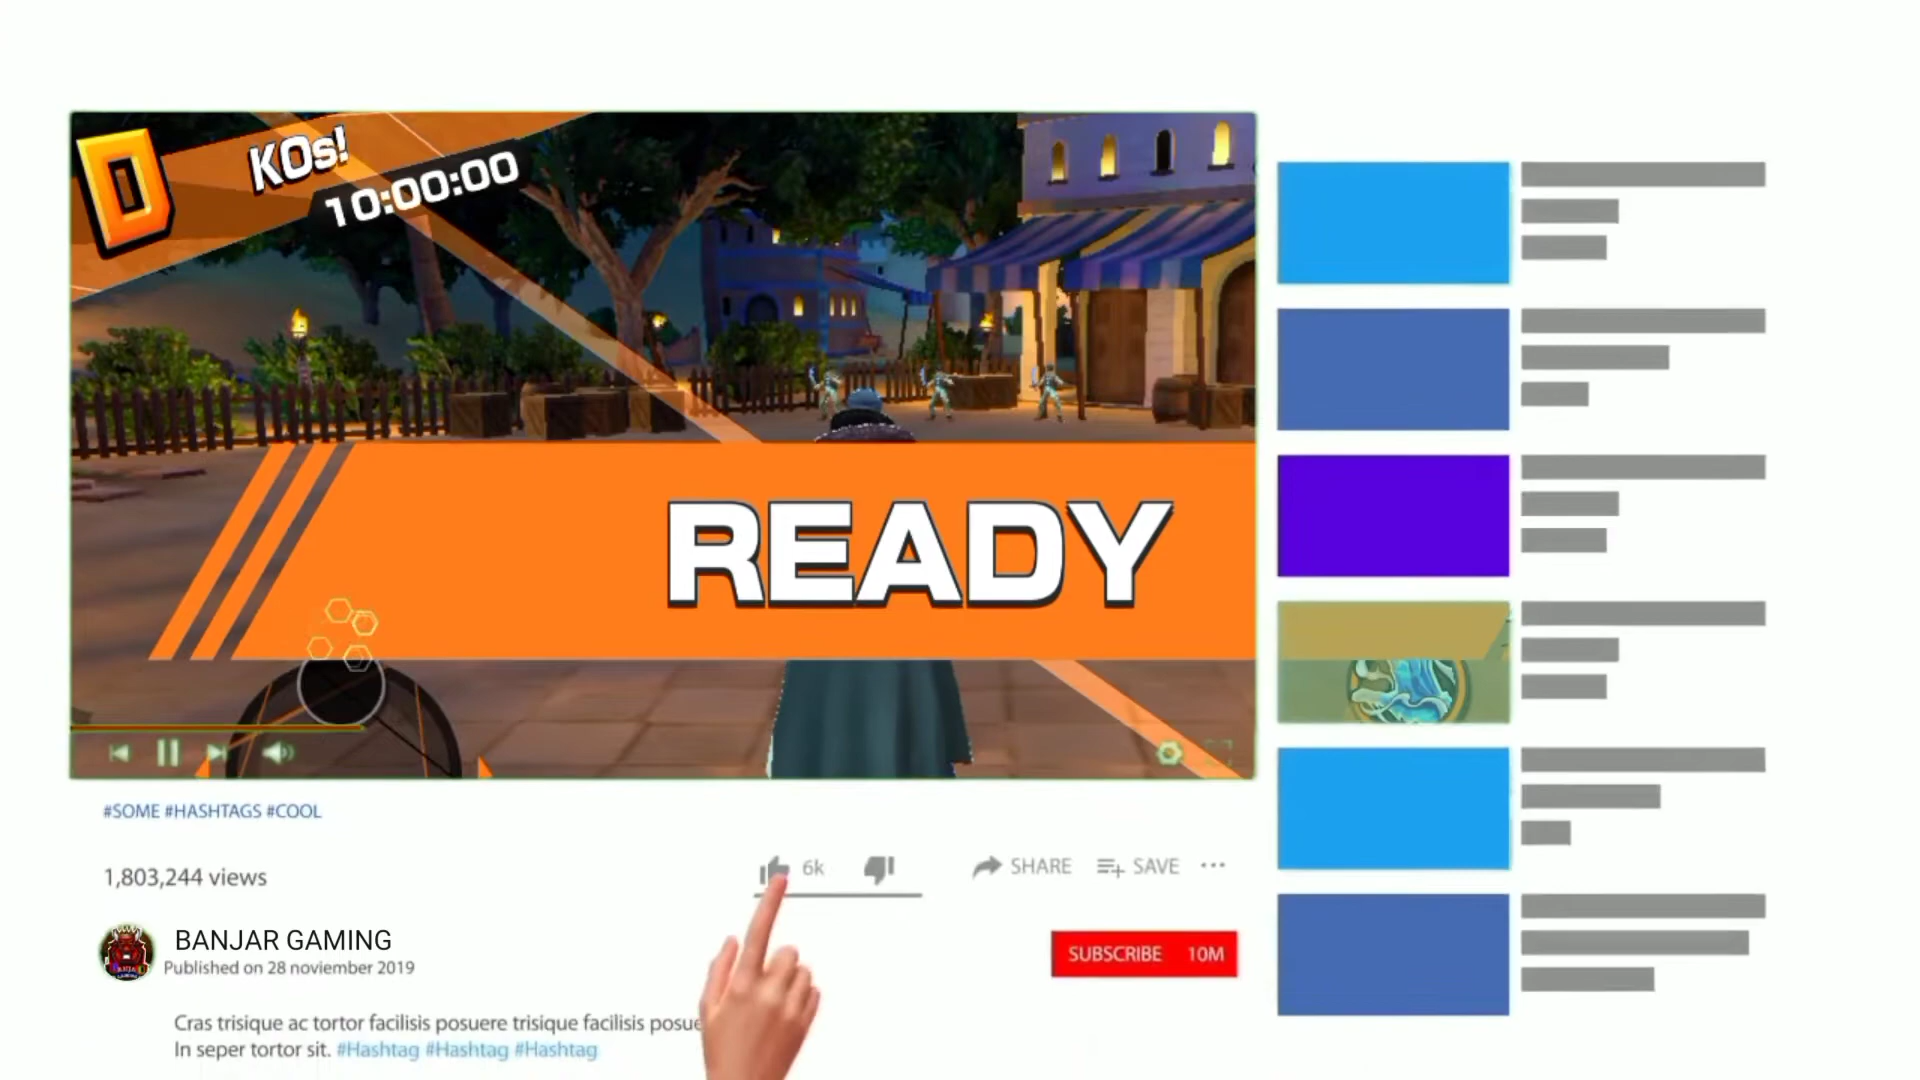 D
KOs!
10:00:00
READY
#SOME #HASHTAGS #COOL
1,803,244 views
6k
SHARE
SAVE
BANJAR GAMING
Published on 28 noviember 2019
SUBSCRIBE 10M
Cras trisique ac tortor facilisis posuere trisique facilisis posue
In seper tortor sit. #Hashtag #Hashtag #Hashtag